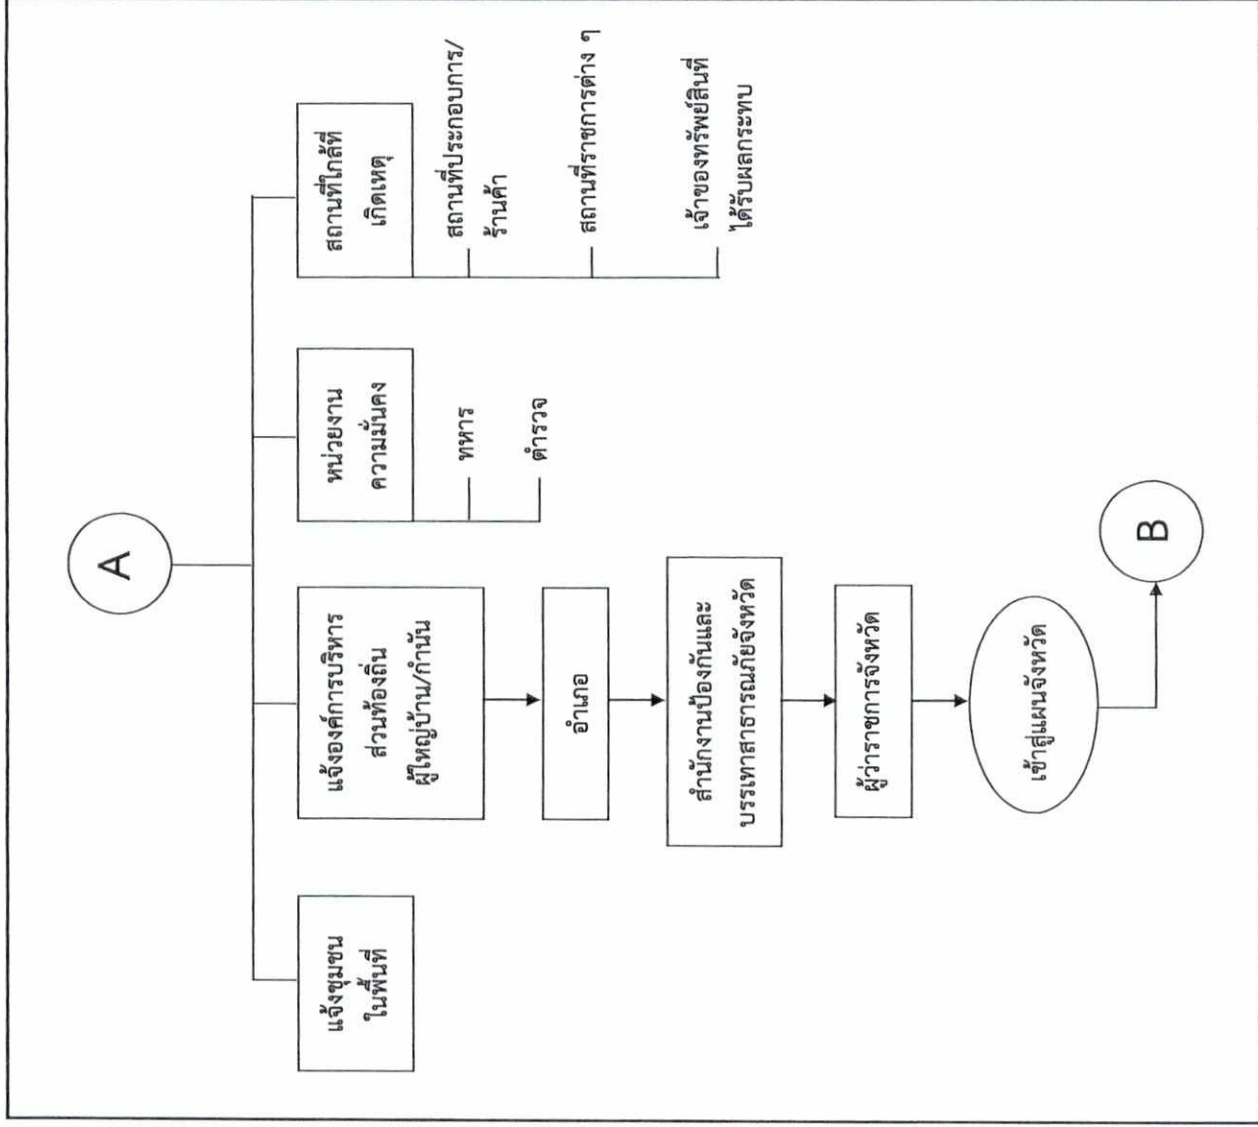 A
แจ้งชุมชน
ในพื้นที่
แจ้งองค์การบริหาร
ส่วนท้องถิ่น
ผู้ใหญ่บ้าน/กำนัน
อำเภอ
สำนักงานป้องกันและ
บรรเทาสาธารณภัยจังหวัด
ผู้ว่าราชการจังหวัด
เข้าสู่แผนจังหวัด
B
หน่วยงาน
ความมั่นคง
ทหาร
ตำรวจ
สถานที่ใกล้ที่
เกิดเหตุ
สถานที่ประกอบการ/
ร้านค้า
สถานที่ราชการต่าง ๆ
เจ้าของทรัพย์สินที่
ได้รับผลกระทบ